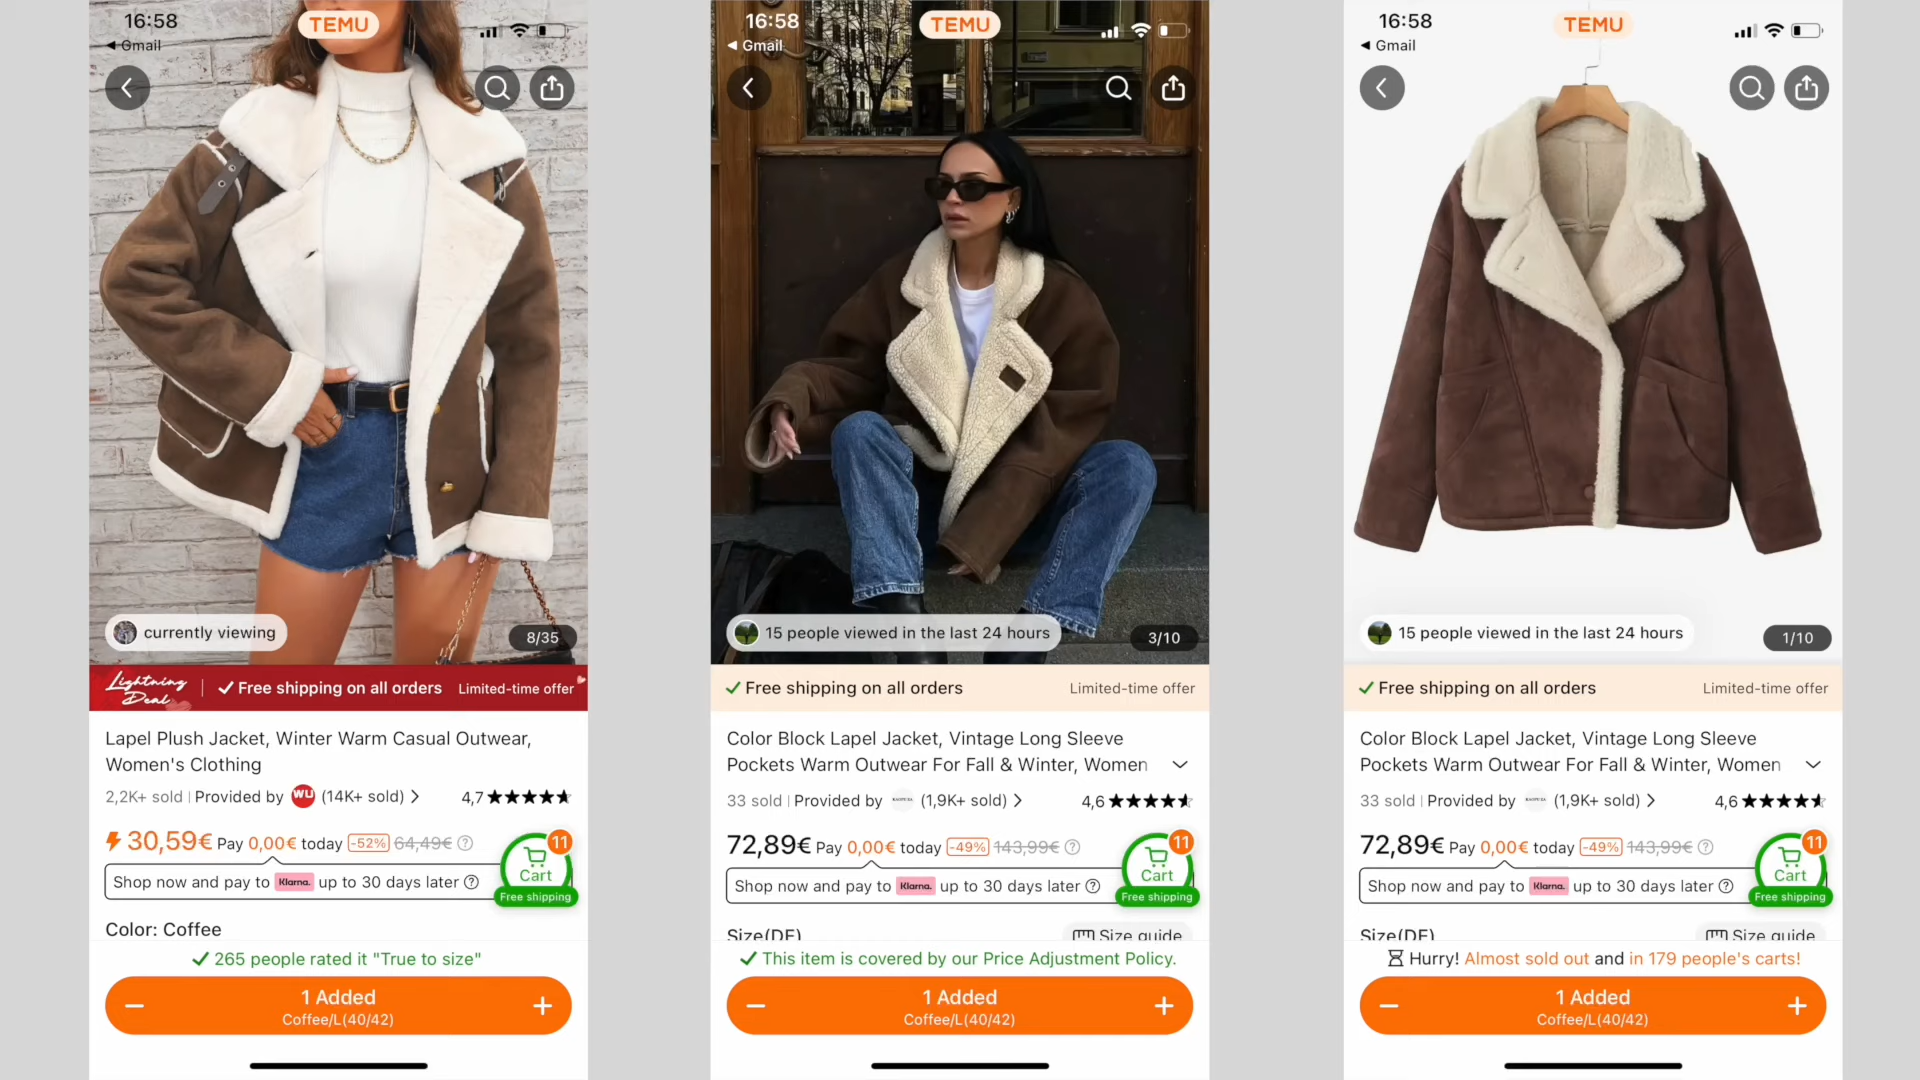 16:58
TEMU
◀ Gmail
currently viewing
8/35
Lightning Deal
Free shipping on all orders
Limited-time offer
Lapel Plush Jacket, Winter Warm Casual Outwear,
Women's Clothing
2,2K+ sold | Provided by WU (14K+ sold) >
4,7
30,59€ Pay 0,00€ today -52% 64,49€
11
Shop now and pay to Klarna. up to 30 days later
Cart
Free shipping
Color: Coffee
265 people rated it "True to size"
1 Added
Coffee/L(40/42)
16:58
TEMU
◀ Gmail
15 people viewed in the last 24 hours
3/10
Free shipping on all orders
Limited-time offer
Color Block Lapel Jacket, Vintage Long Sleeve
Pockets Warm Outwear For Fall & Winter, Women
33 sold | Provided by (1,9K+ sold) >
4,6
72,89€ Pay 0,00€ today -49% 143,99€
11
Shop now and pay to Klarna. up to 30 days later
Cart
Free shipping
Size(DE)
Size guide
This item is covered by our Price Adjustment Policy.
1 Added
Coffee/L(40/42)
16:58
TEMU
◀ Gmail
15 people viewed in the last 24 hours
1/10
Free shipping on all orders
Limited-time offer
Color Block Lapel Jacket, Vintage Long Sleeve
Pockets Warm Outwear For Fall & Winter, Women
33 sold | Provided by (1,9K+ sold) >
4,6
72,89€ Pay 0,00€ today -49% 143,99€
11
Shop now and pay to Klarna. up to 30 days later
Cart
Free shipping
Size(DE)
Size guide
Hurry! Almost sold out and in 179 people's carts!
1 Added
Coffee/L(40/42)